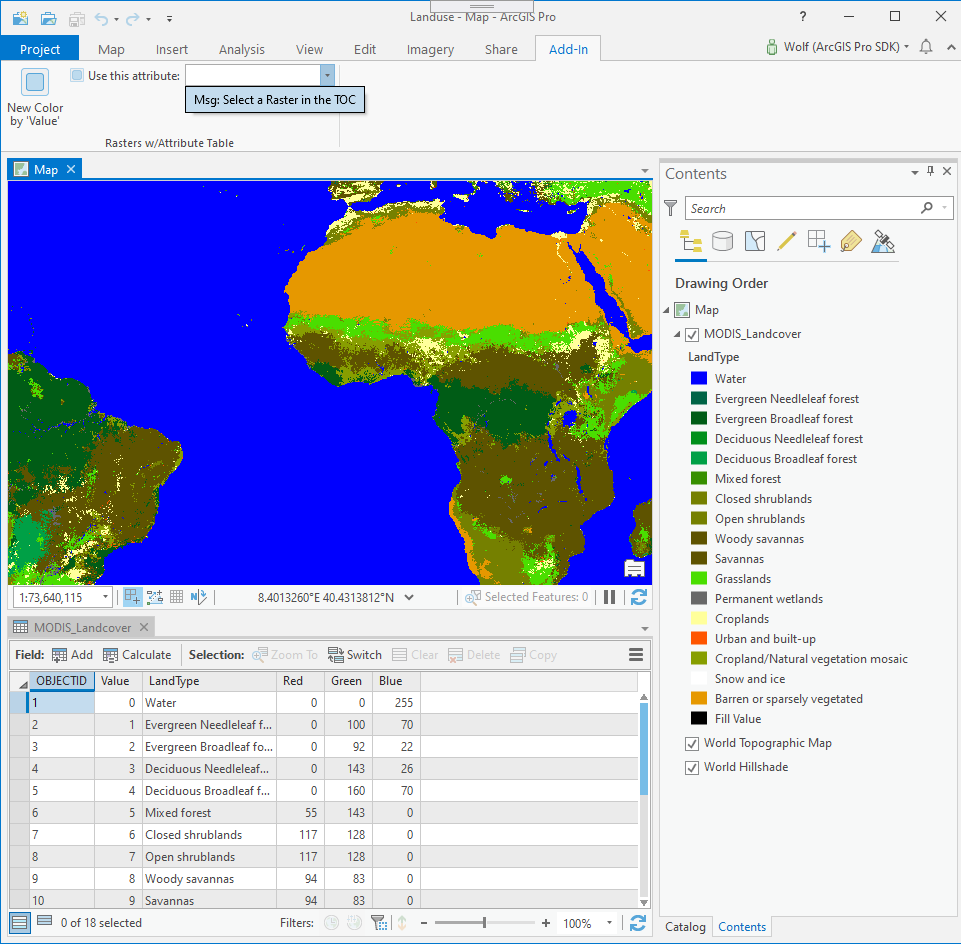 Landuse - Map - ArcGIS Pro
?
Project Map Insert Analysis View Edit Imagery Share Add-In
Wolf (ArcGIS Pro SDK)
Use this attribute:
Msg: Select a Raster in the TOC
New Color
by 'Value'
Rasters w/Attribute Table
Map
Contents
Search
Drawing Order
Map
MODIS_Landcover
LandType
Water
Evergreen Needleleaf forest
Evergreen Broadleaf forest
Deciduous Needleleaf forest
Deciduous Broadleaf forest
Mixed forest
Closed shrublands
Open shrublands
Woody savannas
Savannas
Grasslands
Permanent wetlands
Croplands
Urban and built-up
Cropland/Natural vegetation mosaic
Snow and ice
Barren or sparsely vegetated
Fill Value
World Topographic Map
World Hillshade
Catalog Contents
1:73,640,115
8.4013260°E 40.4313812°N
Selected Features: 0
MODIS_Landcover
Field: Add Calculate Selection: Zoom To Switch Clear Delete Copy
OBJECTID Value LandType Red Green Blue
1 0 Water 0 0 255
2 1 Evergreen Needleleaf f... 0 100 70
3 2 Evergreen Broadleaf fo... 0 92 22
4 3 Deciduous Needleleaf... 0 143 26
5 4 Deciduous Broadleaf f... 0 160 70
6 5 Mixed forest 55 143 0
7 6 Closed shrublands 117 128 0
8 7 Open shrublands 117 128 0
9 8 Woody savannas 94 83 0
10 9 Savannas 94 83 0
0 of 18 selected
Filters:
- + 100%